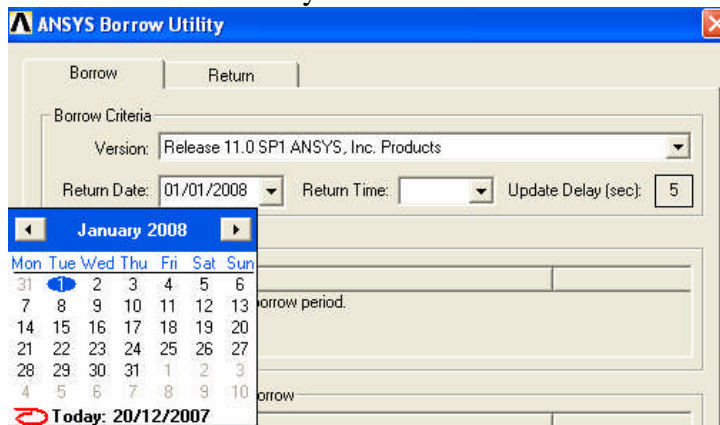 ANSYS Borrow Utility
Borrow Return
Borrow Criteria
Version: Release 11.0 SP1 ANSYS, Inc. Products
Return Date: 01/01/2008 Return Time: Update Delay (sec): 5
January 2008
Mon Tue Wed Thu Fri Sat Sun
31 1 2 3 4 5 6
7 8 9 10 11 12 13
14 15 16 17 18 19 20
21 22 23 24 25 26 27
28 29 30 31 1 2 3
4 5 6 7 8 9 10
Today: 20/12/2007
borrow period.
orrow